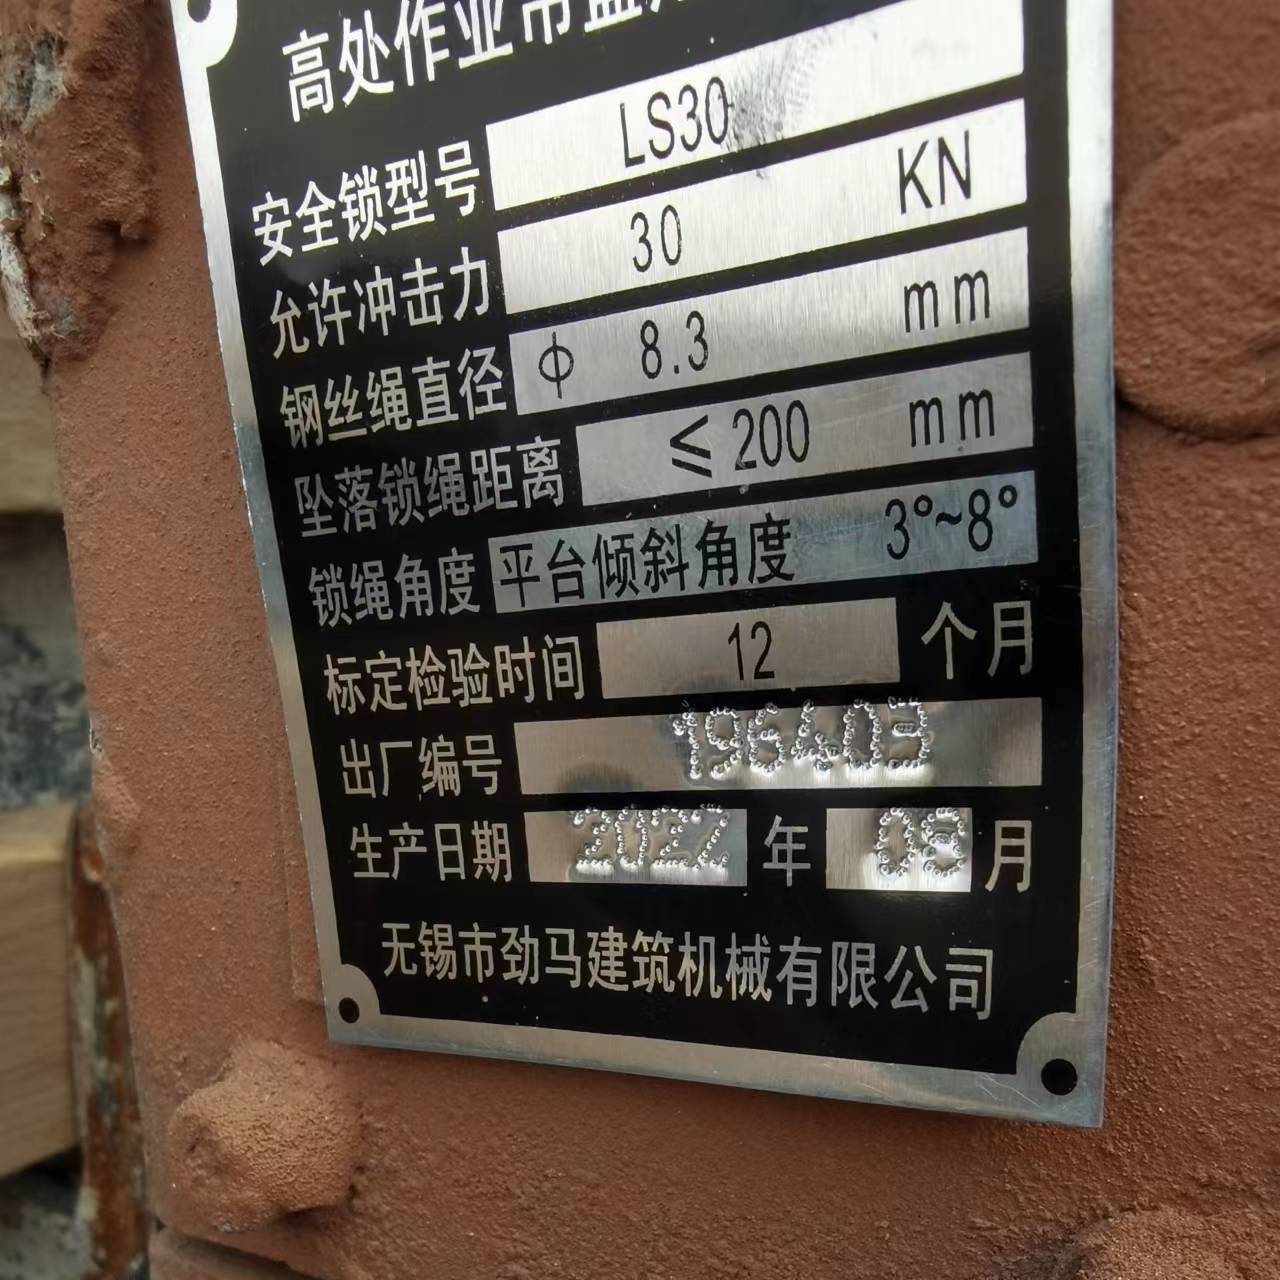 高处作业吊篮
安全锁型号 LS30
允许冲击力 30 KN
钢丝绳直径 ϕ 8.3 mm
坠落锁绳距离 ≤200 mm
锁绳角度 平台倾斜角度 3°~8°
标定检验时间 12 个月
出厂编号 196403
生产日期 2022 年 08 月
无锡市劲马建筑机械有限公司